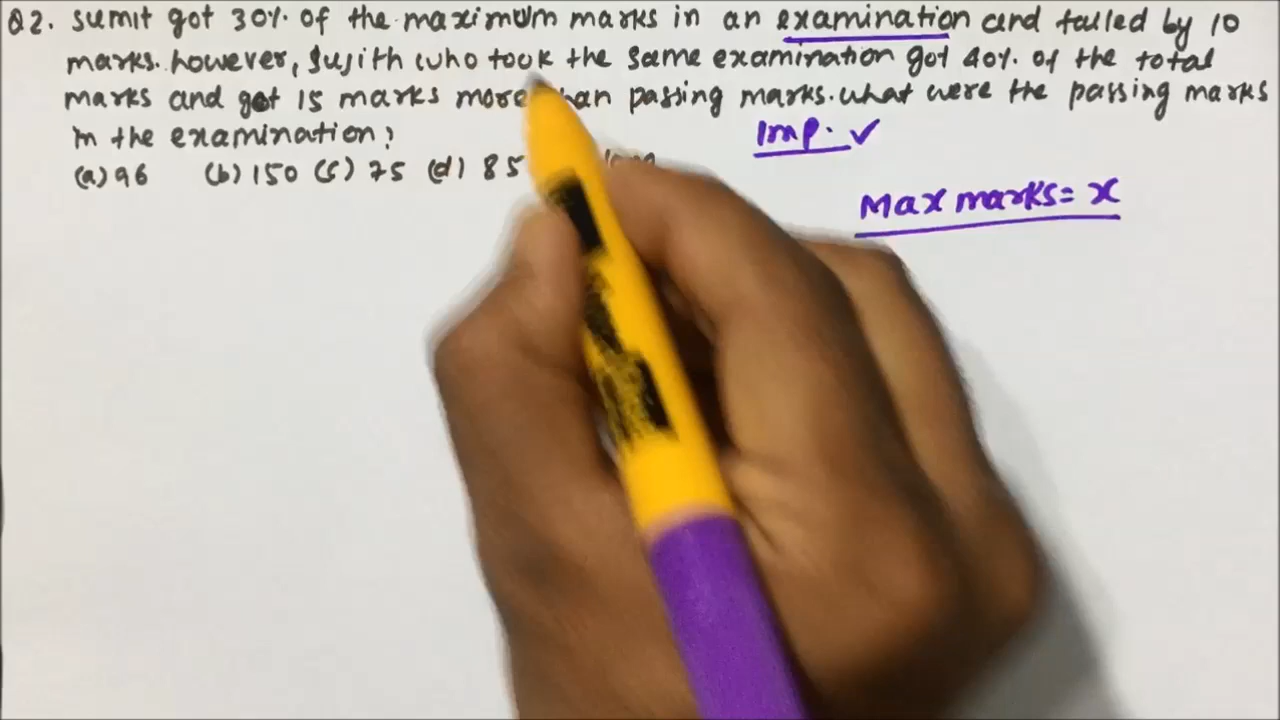 Q2. Sumit got 30% of the maximum marks in an examination and failed by 10
marks. however, Sujith who took the same examination got 40% of the total
marks and got 15 marks more than passing marks. what were the passing marks
in the examination?
Imp. ✓
(a) 96 (b) 150 (c) 75 (d) 85
Max marks = x